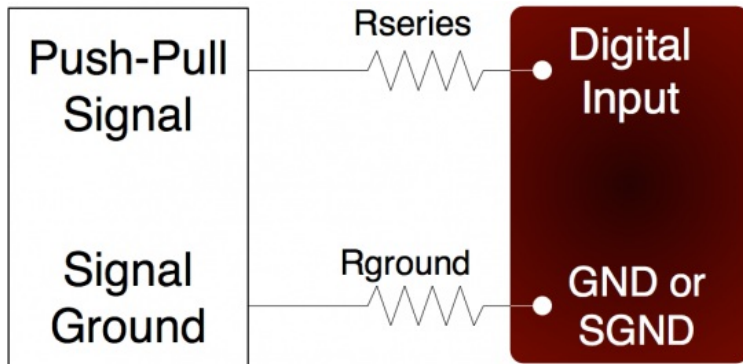 Push-Pull
Signal
Rseries
Digital
Input
Signal
Ground
Rground
GND or
SGND